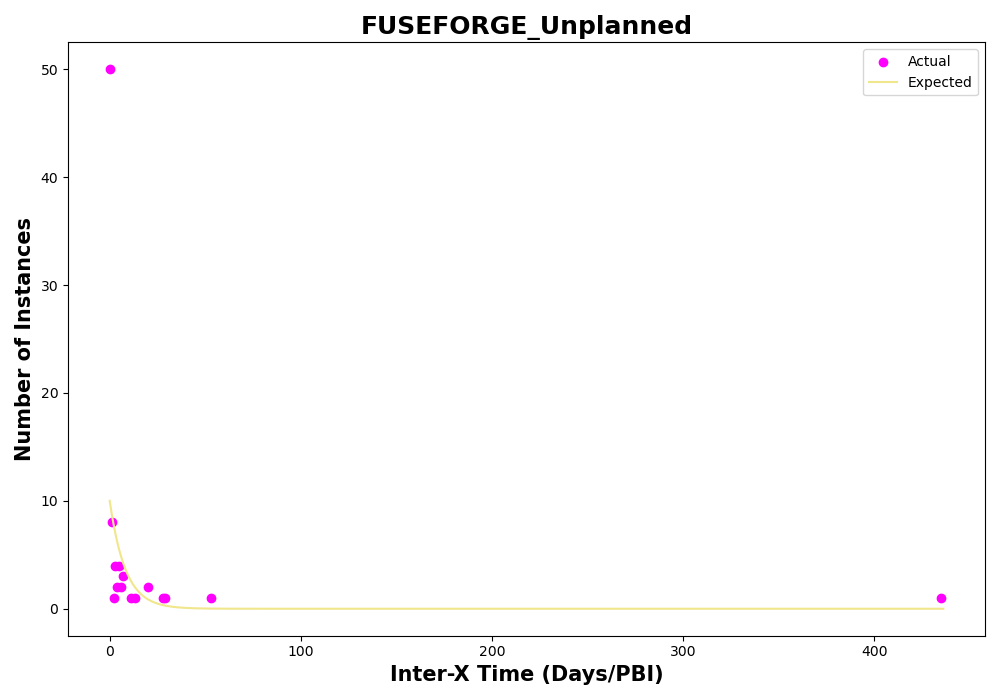 FUSEFORGE_Unplanned
Actual
Expected
Number of Instances
50
40
30
20
10
0
0
100
200
300
400
Inter-X Time (Days/PBI)